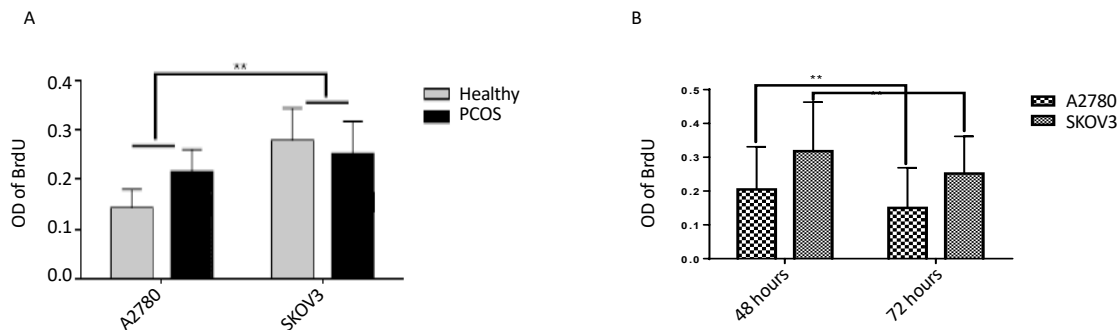 A
**
0.4
0.3
0.2
0.1
0.0
OD of BrdU
A2780
SKOV3
Healthy
PCOS
B
**
**
0.5
0.4
0.3
0.2
0.1
0.0
OD of BrdU
48 hours
72 hours
A2780
SKOV3